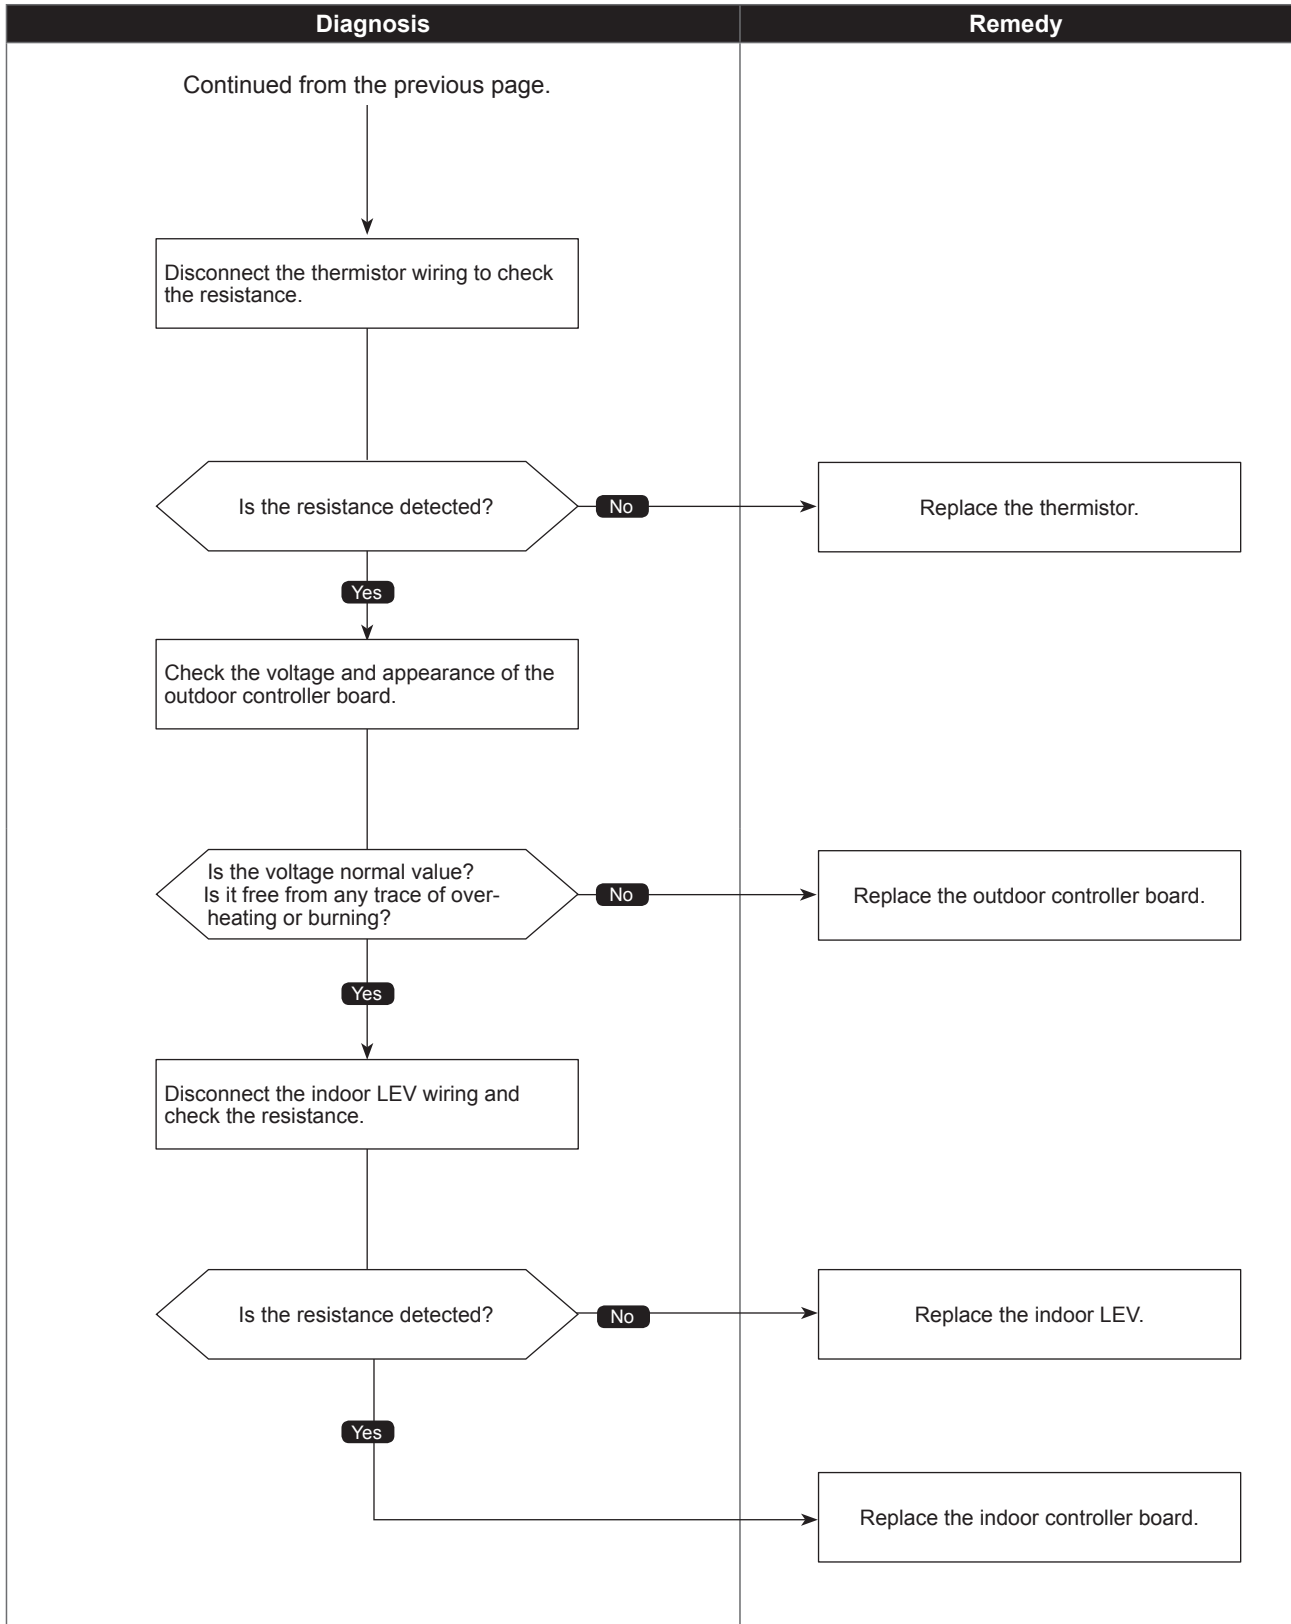 Diagnosis
Remedy
Continued from the previous page.
Disconnect the thermistor wiring to check
the resistance.
Is the resistance detected?
No
Replace the thermistor.
Yes
Check the voltage and appearance of the
outdoor controller board.
Is the voltage normal value?
Is it free from any trace of over-
heating or burning?
No
Replace the outdoor controller board.
Yes
Disconnect the indoor LEV wiring and
check the resistance.
Is the resistance detected?
No
Replace the indoor LEV.
Yes
Replace the indoor controller board.